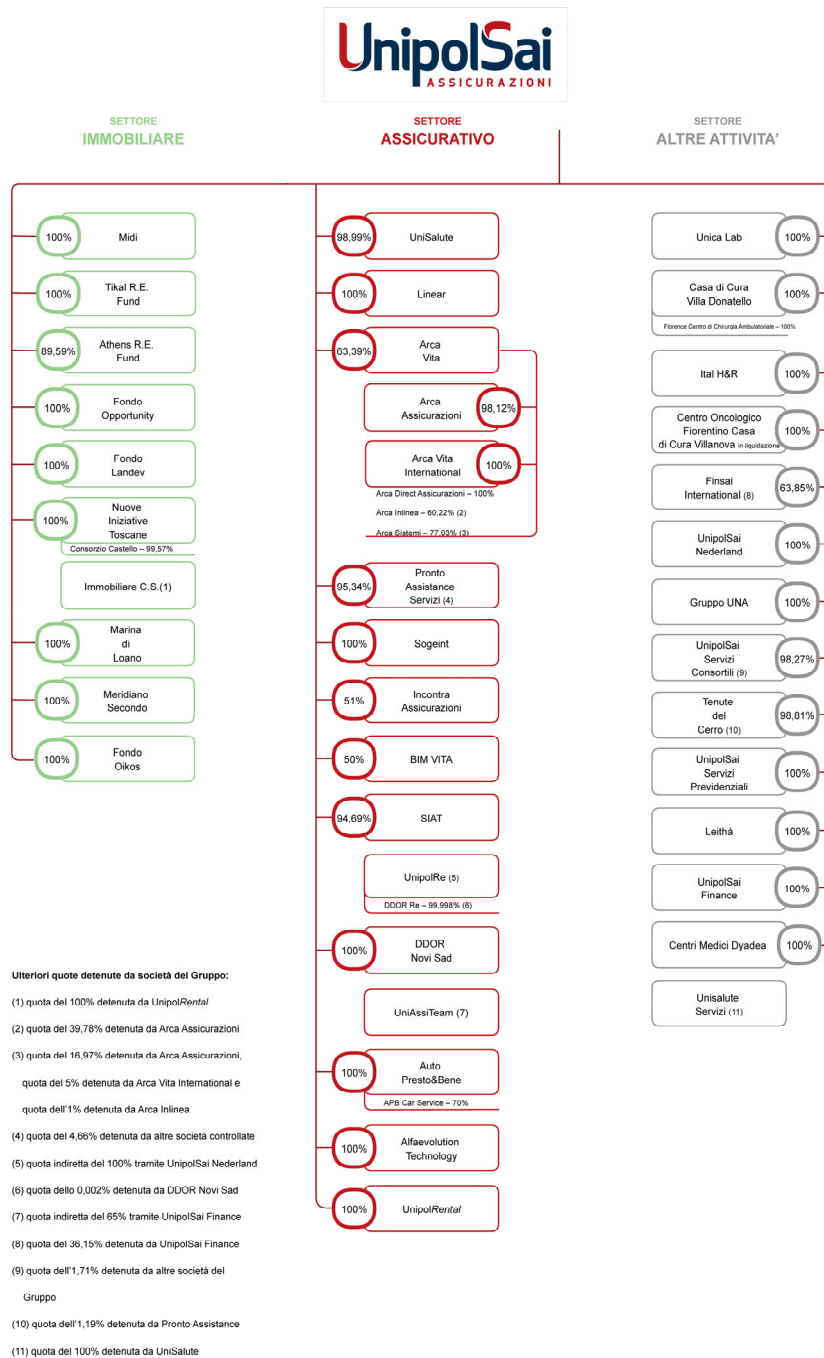 UnipolSai
ASSICURAZIONI
SETTORE
IMMOBILIARE
SETTORE
ASSICURATIVO
SETTORE
ALTRE ATTIVITA'
100%
Midi
100%
Tikal R.E.
Fund
89,59%
Athens R.E.
Fund
100%
Fondo
Opportunity
100%
Fondo
Landev
100%
Nuove
Iniziative
Toscane
Consorzio Castello – 99,57%
Immobiliare C.S.(1)
100%
Marina
di
Loano
100%
Meridiano
Secondo
100%
Fondo
Oikos
98,99%
UniSalute
100%
Linear
63,39%
Arca
Vita
Arca
Assicurazioni
98,12%
Arca Vita
International
100%
Arca Direct Assicurazioni – 100%
Arca Inlinea – 60,22% (2)
Arca Sistemi – 77,03% (3)
95,34%
Pronto
Assistance
Servizi (4)
100%
Sogeint
51%
Incontra
Assicurazioni
50%
BIM VITA
94,69%
SIAT
UnipolRe (5)
DDOR Re – 99,998% (6)
100%
DDOR
Novi Sad
UniAssiTeam (7)
100%
Auto
Presto&Bene
APB Car Service – 70%
100%
Alfaevolution
Technology
100%
UnipolRental
Unica Lab
100%
Casa di Cura
Villa Donatello
100%
Florence Centro di Chirurgia Ambulatoriale – 100%
Ital H&R
100%
Centro Oncologico
Fiorentino Casa
di Cura Villanova in liquidazione
100%
Finsai
International (8)
63,85%
UnipolSai
Nederland
100%
Gruppo UNA
100%
UnipolSai
Servizi
Consortili (9)
98,27%
Tenute
del
Cerro (10)
98,81%
UnipolSai
Servizi
Previdenziali
100%
Leithà
100%
UnipolSai
Finance
100%
Centri Medici Dyadea
100%
Unisalute
Servizi (11)
Ulteriori quote detenute da società del Gruppo:
(1) quota del 100% detenuta da UnipolRental
(2) quota del 39,78% detenuta da Arca Assicurazioni
(3) quota del 16,97% detenuta da Arca Assicurazioni,
quota del 5% detenuta da Arca Vita International e
quota dell'1% detenuta da Arca Inlinea
(4) quota del 4,66% detenuta da altre società controllate
(5) quota indiretta del 100% tramite UnipolSai Nederland
(6) quota dello 0,002% detenuta da DDOR Novi Sad
(7) quota indiretta del 65% tramite UnipolSai Finance
(8) quota del 36,15% detenuta da UnipolSai Finance
(9) quota dell'1,71% detenuta da altre società del
Gruppo
(10) quota dell'1,19% detenuta da Pronto Assistance
(11) quota del 100% detenuta da UniSalute